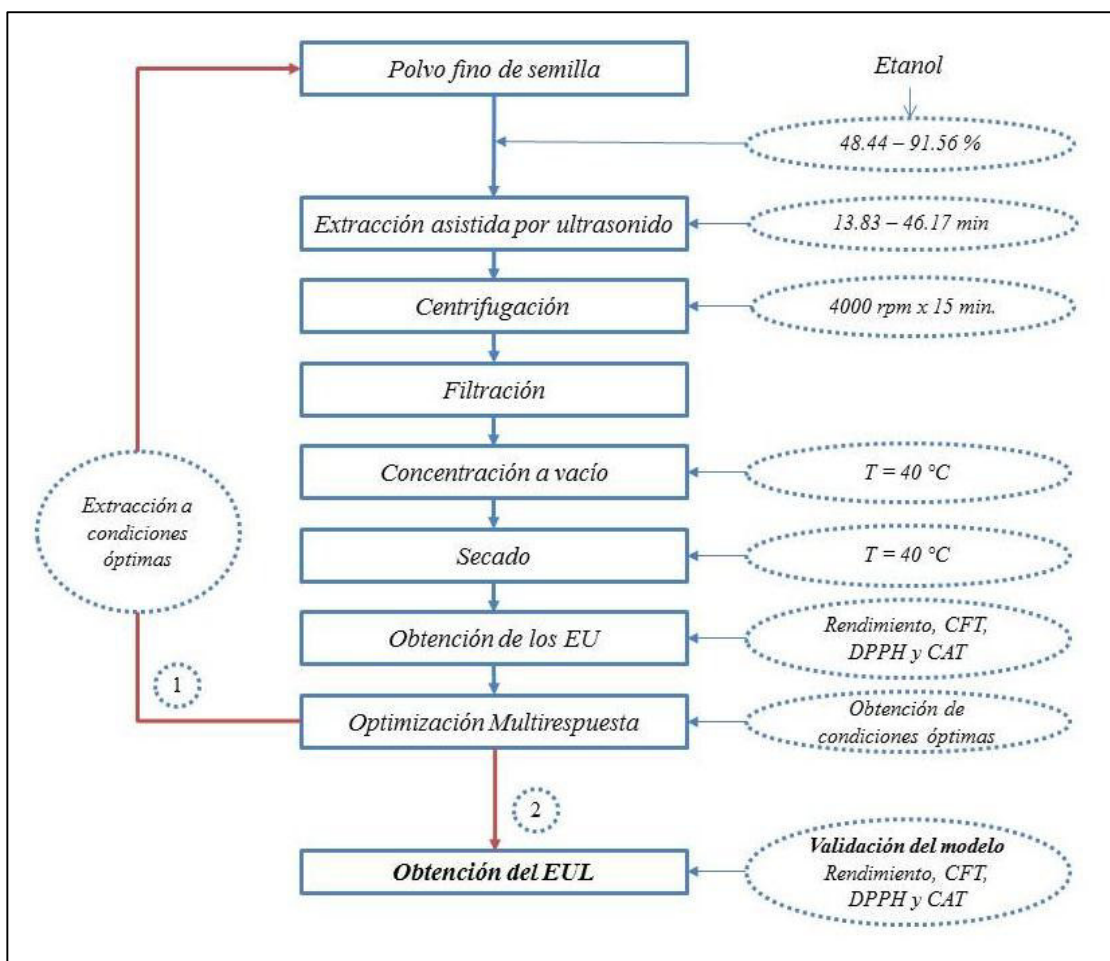 Polvo fino de semilla
Etanol
48.44 – 91.56 %
Extracción asistida por ultrasonido
13.83 – 46.17 min
Centrifugación
4000 rpm x 15 min.
Filtración
Concentración a vacío
T = 40 °C
Extracción a
condiciones
óptimas
Secado
T = 40 °C
Obtención de los EU
Rendimiento, CFT,
DPPH y CAT
1
Optimización Multirespuesta
Obtención de
condiciones óptimas
2
Obtención del EUL
Validación del modelo
Rendimiento, CFT,
DPPH y CAT